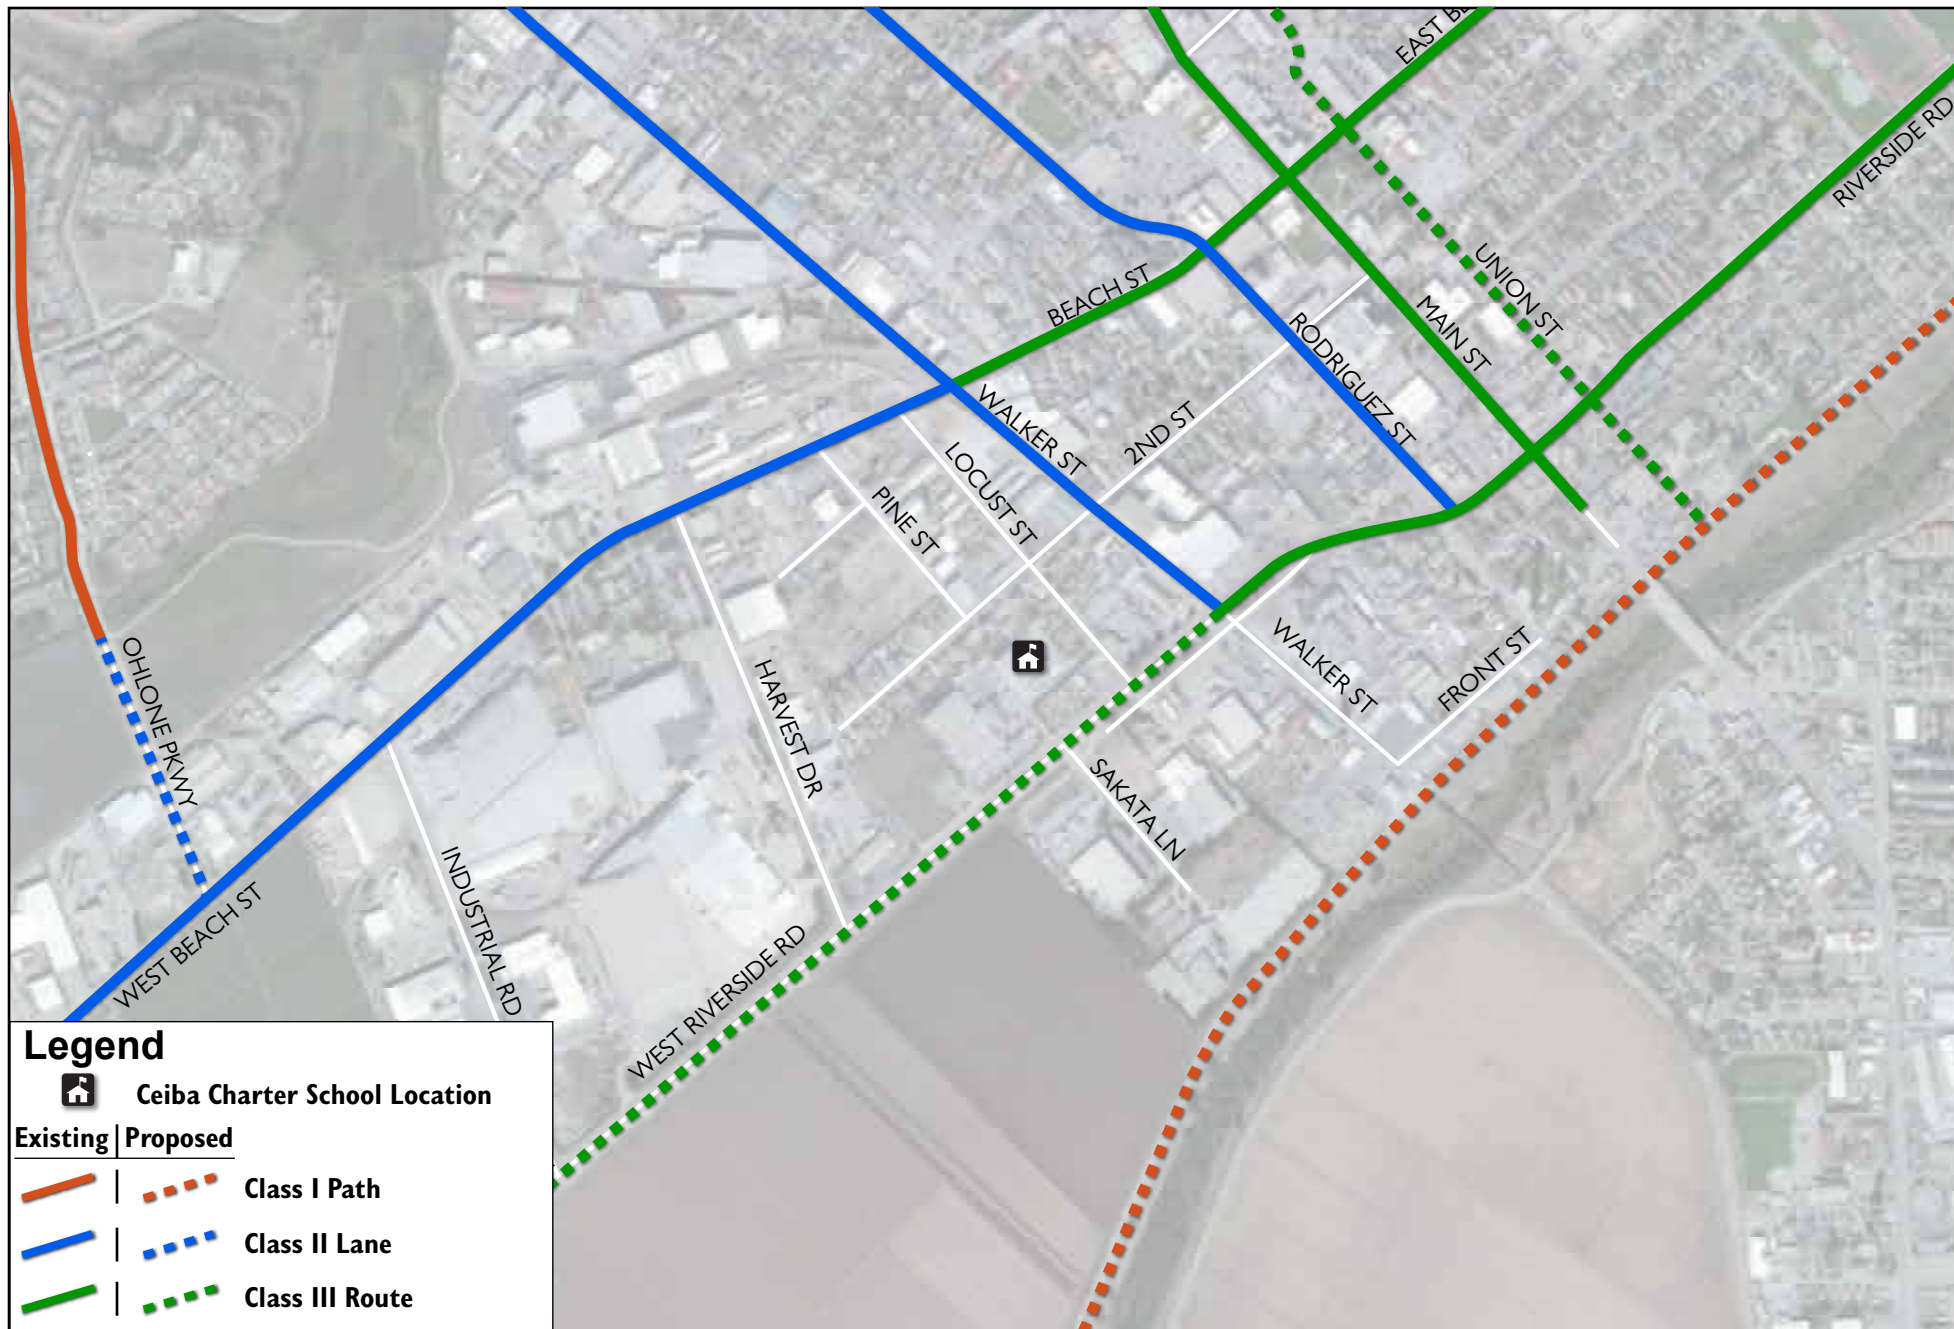 EAST
RIVERSIDE RD
UNION ST
MAIN ST
BEACH ST
RODRIGUEZ ST
WALKER ST
2ND ST
LOCUST ST
PINE ST
WALKER ST
FRONT ST
OHLONE PKWY
HARVEST DR
SAKATA LN
INDUSTRIAL RD
WEST BEACH ST
WEST RIVERSIDE RD
Legend
Ceiba Charter School Location
Existing | Proposed
Class I Path
Class II Lane
Class III Route